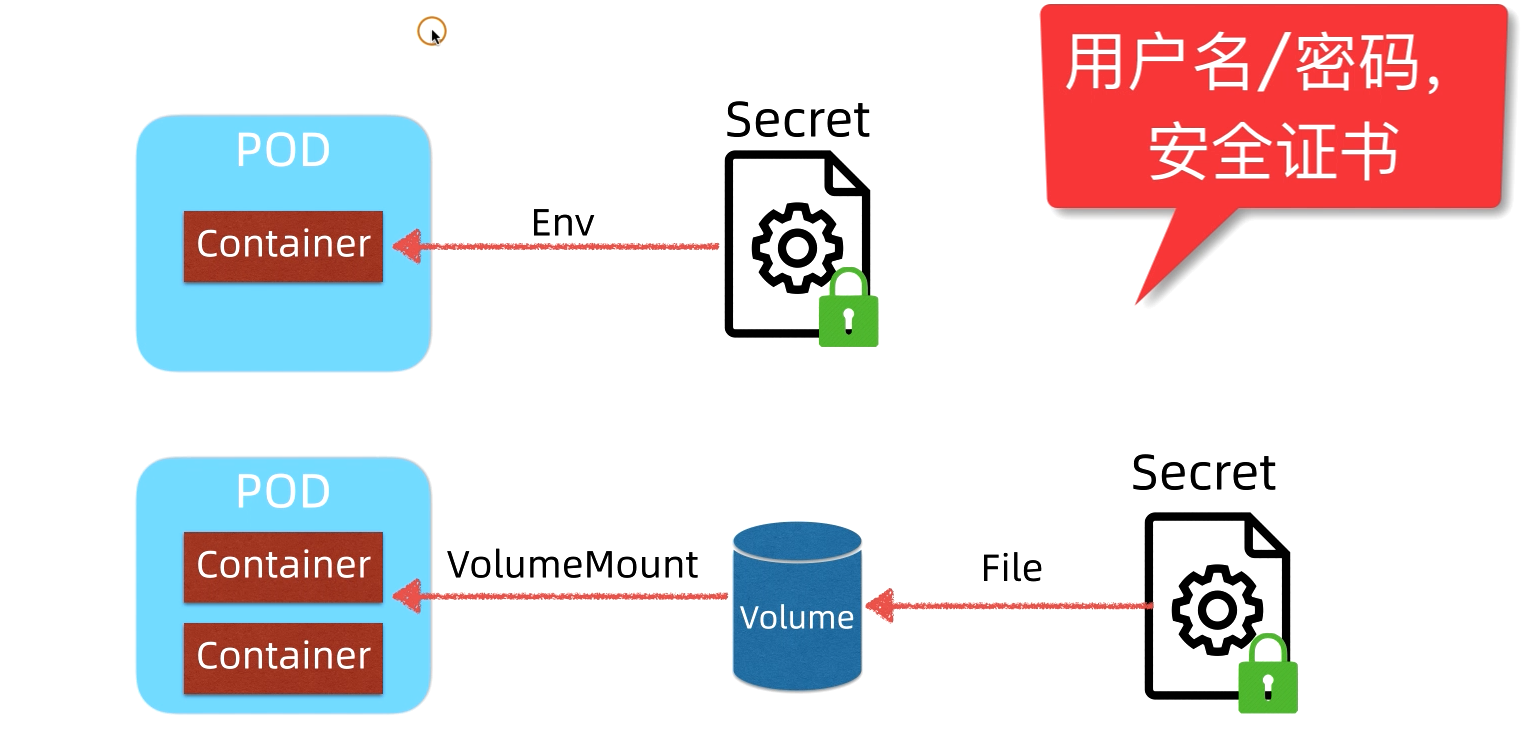 用户名/密码,
安全证书
Secret
POD
Env
Container
Secret
POD
Container
VolumeMount
File
Volume
Container